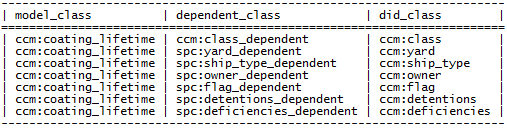 -------------------------------------------------------------------
| model_class          | dependent_class            | did_class        |
===================================================================
| ccm:coating_lifetime | ccm:class_dependent        | ccm:class        |
| ccm:coating_lifetime | spc:yard_dependent         | ccm:yard         |
| ccm:coating_lifetime | spc:ship_type_dependent    | ccm:ship_type    |
| ccm:coating_lifetime | spc:owner_dependent        | ccm:owner        |
| ccm:coating_lifetime | spc:flag_dependent         | ccm:flag         |
| ccm:coating_lifetime | spc:detentions_dependent   | ccm:detentions   |
| ccm:coating_lifetime | spc:deficiencies_dependent | ccm:deficiencies |
-------------------------------------------------------------------